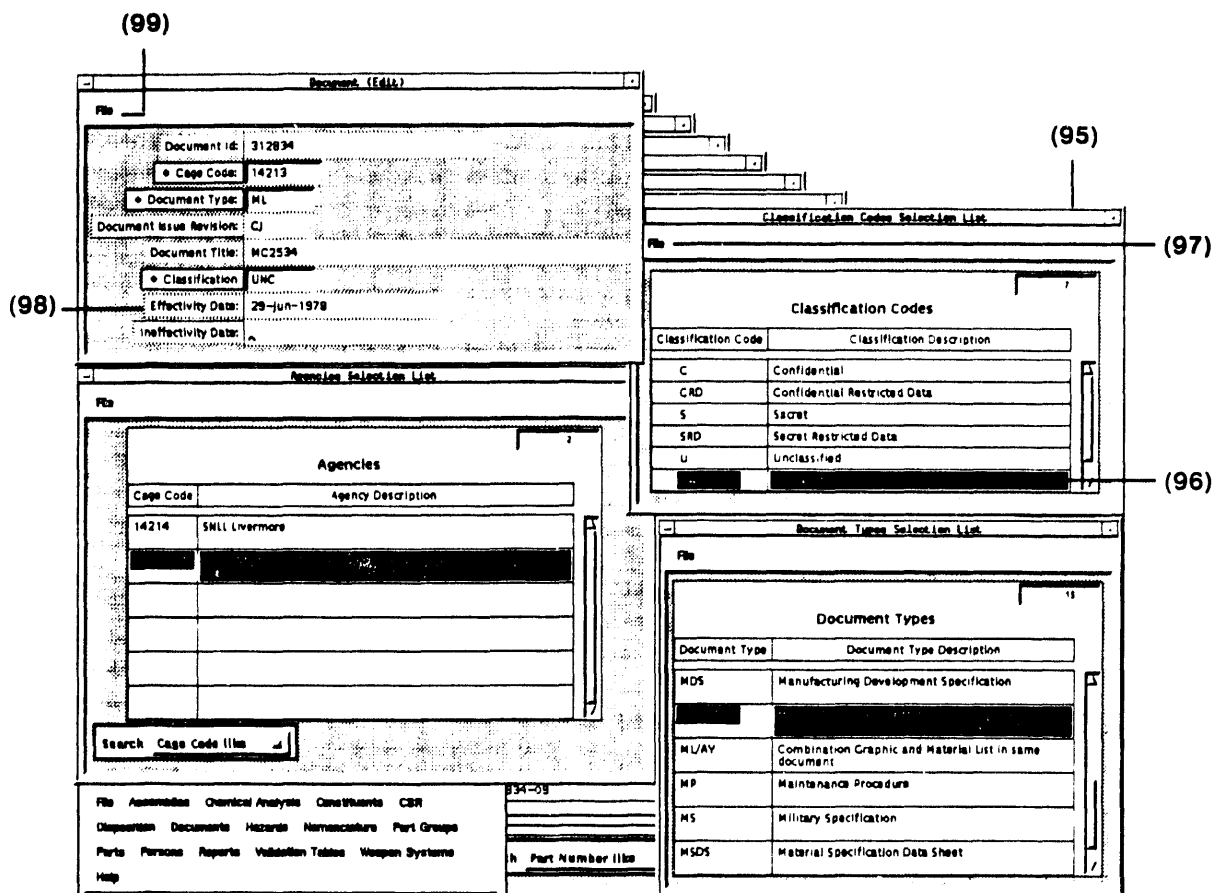 (99)
Document (Edit)
File
Document Id: 312834
Cage Code: 14213
Document Type: ML
Document Issue Revision: CJ
Document Title: MC2534
Classification UNC
(98)
Effectivity Date: 29-jun-1978
Ineffectivity Date:
(95)
Classification Codes Selection List
File
(97)
7
Classification Codes
Classification Code Classification Description
C Confidential
CRD Confidential Restricted Data
S Secret
SRD Secret Restricted Data
U Unclassified
(96)
Agencies Selection List
File
2
Agencies
Cage Code Agency Description
14214 SNLL Livermore
Search Cage Code like
Document Types Selection List
File
15
Document Types
Document Type Document Type Description
MDS Manufacturing Development Specification
ML/AY Combination Graphic and Material List in same
document
MP Maintenance Procedure
MS Military Specification
MSDS Material Specification Data Sheet
File Assemblies Chemical Analysis Constituents CSR
Disposition Documents Hazards Nomenclature Part Groups
Parts Persons Reports Validation Tables Weapon Systems
Help
834-09
h Part Number like